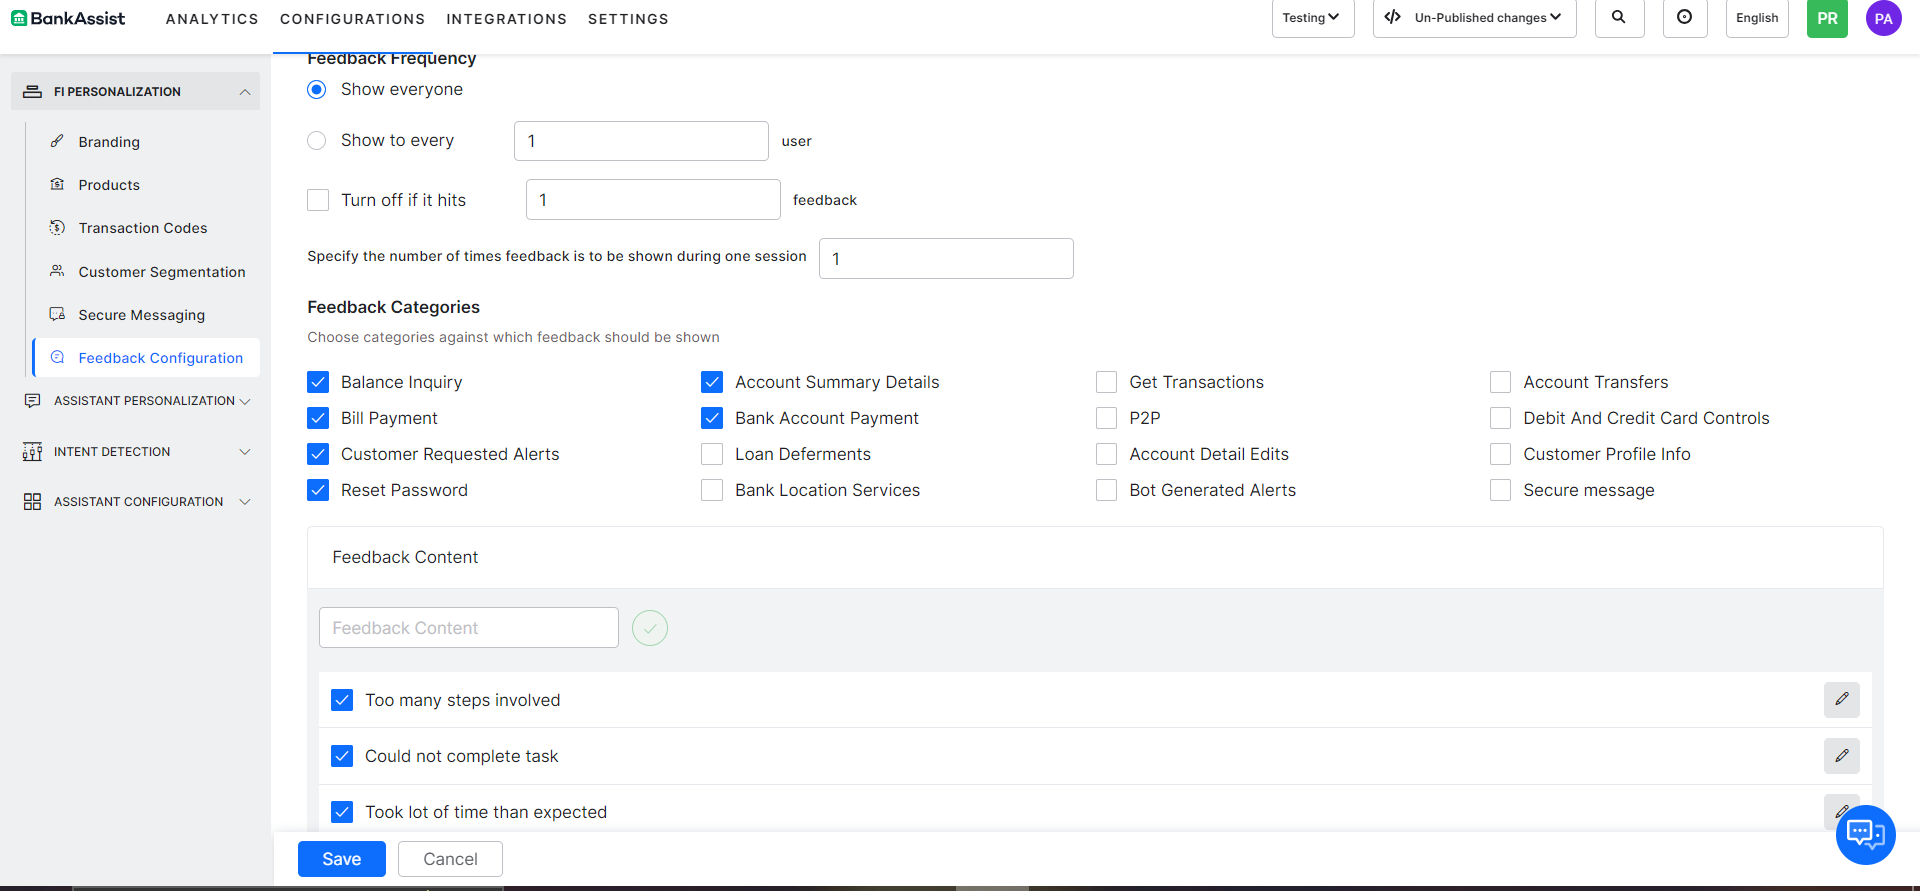 BankAssist
ANALYTICS CONFIGURATIONS INTEGRATIONS SETTINGS
Testing Un-Published changes English PR PA
FI PERSONALIZATION
Branding
Products
Transaction Codes
Customer Segmentation
Secure Messaging
Feedback Configuration
ASSISTANT PERSONALIZATION
INTENT DETECTION
ASSISTANT CONFIGURATION
Feedback Frequency
Show everyone
Show to every 1 user
Turn off if it hits 1 feedback
Specify the number of times feedback is to be shown during one session 1
Feedback Categories
Choose categories against which feedback should be shown
Balance Inquiry Account Summary Details Get Transactions Account Transfers
Bill Payment Bank Account Payment P2P Debit And Credit Card Controls
Customer Requested Alerts Loan Deferments Account Detail Edits Customer Profile Info
Reset Password Bank Location Services Bot Generated Alerts Secure message
Feedback Content
Feedback Content
Too many steps involved
Could not complete task
Took lot of time than expected
Save Cancel